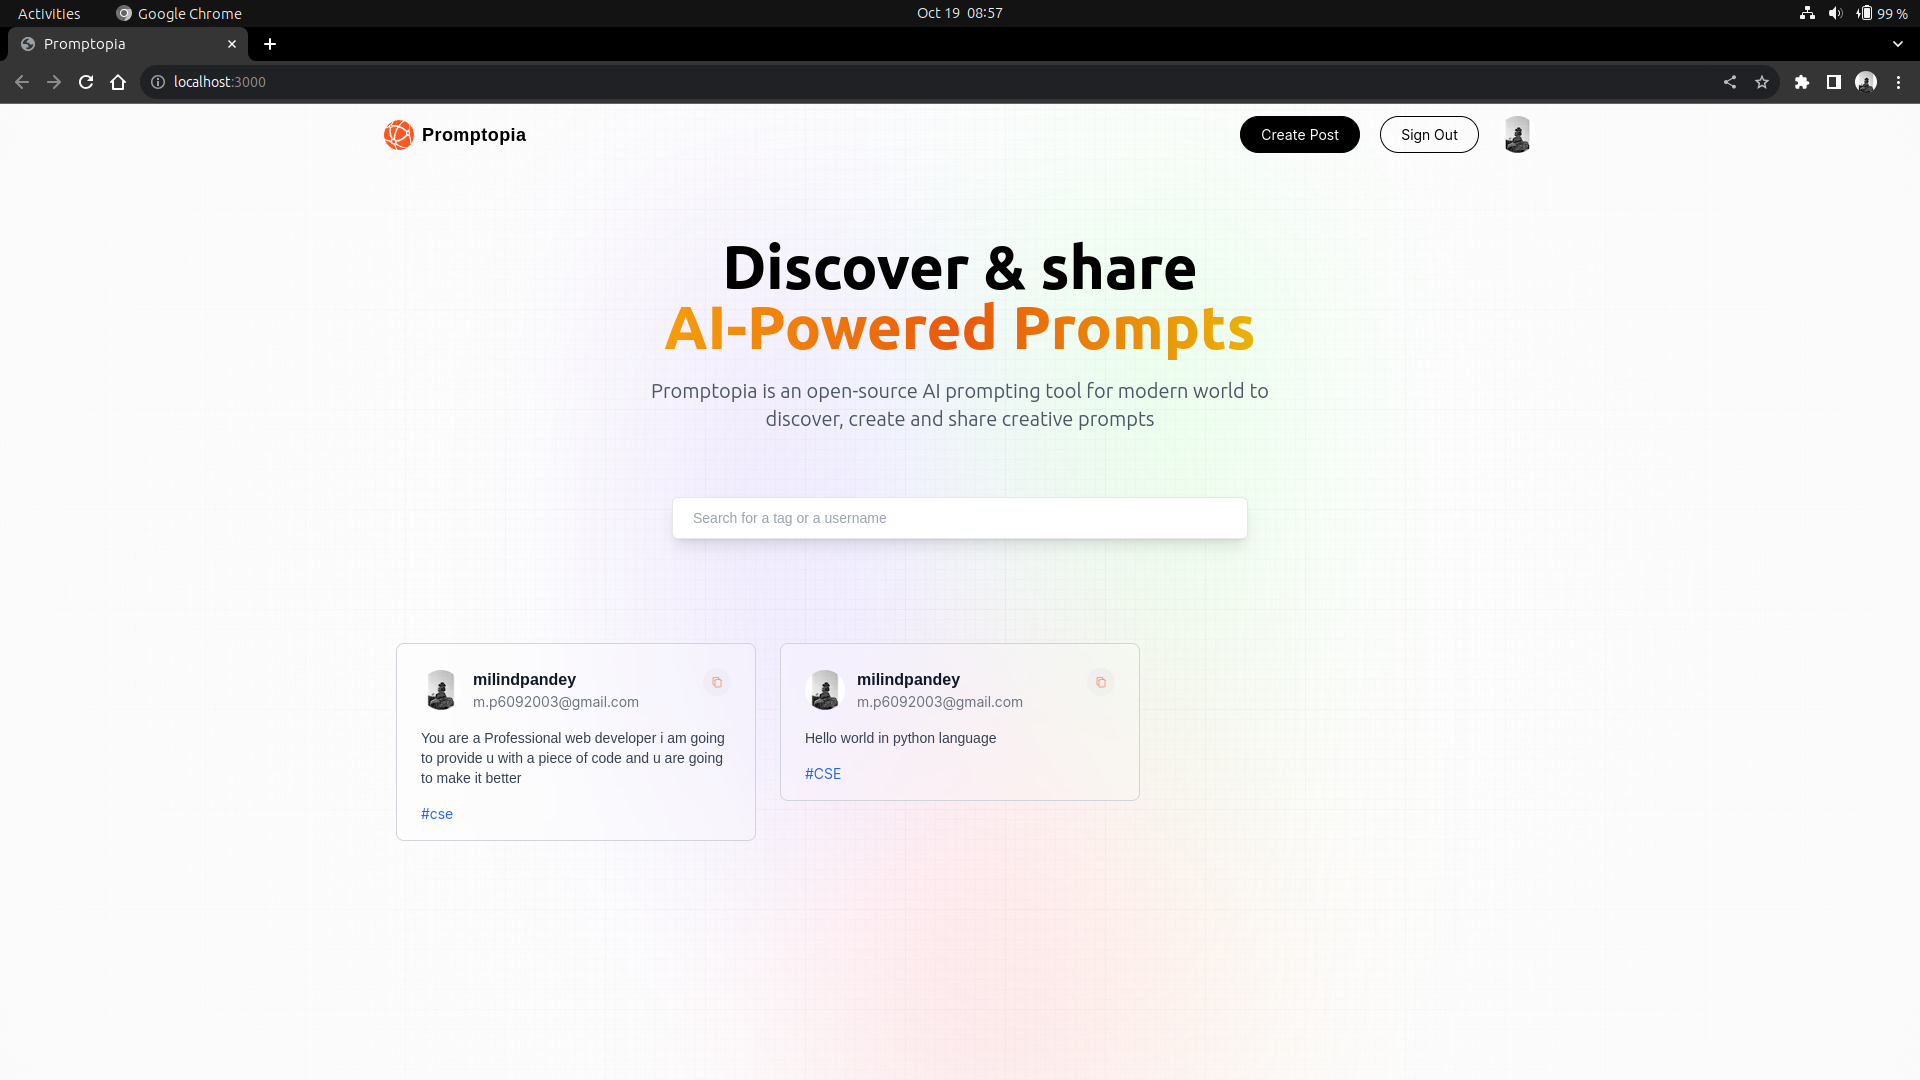 Activities
Google Chrome
Oct 19 08:57
99 %
Promptopia
localhost:3000
Promptopia
Create Post
Sign Out
Discover & share
AI-Powered Prompts
Promptopia is an open-source AI prompting tool for modern world to
discover, create and share creative prompts
Search for a tag or a username
milindpandey
m.p6092003@gmail.com
You are a Professional web developer i am going
to provide u with a piece of code and u are going
to make it better
#cse
milindpandey
m.p6092003@gmail.com
Hello world in python language
#CSE